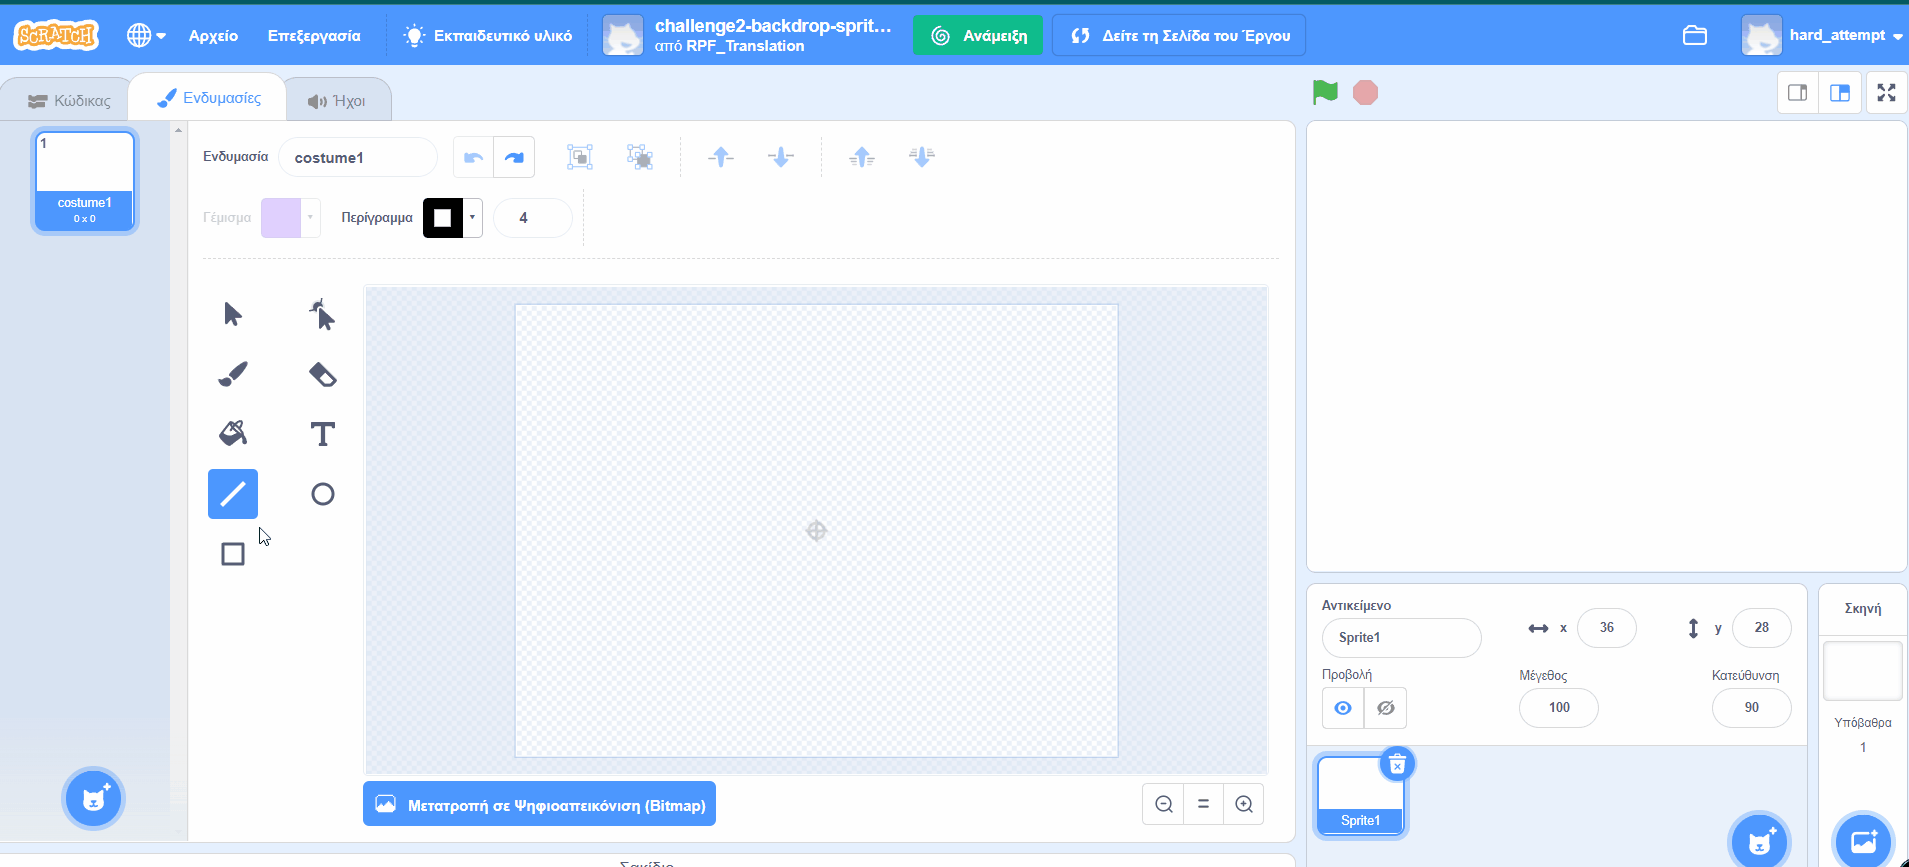 SCRATCH
Αρχείο
Επεξεργασία
Εκπαιδευτικό υλικό
challenge2-backdrop-sprit...
από RPF_Translation
Ανάμειξη
Δείτε τη Σελίδα του Έργου
hard_attempt
Κώδικας
Ενδυμασίες
Ήχοι
1
costume1
0 x 0
Ενδυμασία
costume1
Γέμισμα
Περίγραμμα
4
Μετατροπή σε Ψηφιοαπεικόνιση (Bitmap)
Αντικείμενο
Sprite1
x
36
y
28
Προβολή
Μέγεθος
100
Κατεύθυνση
90
Sprite1
Σκηνή
Υπόβαθρα
1
Σακίδιο